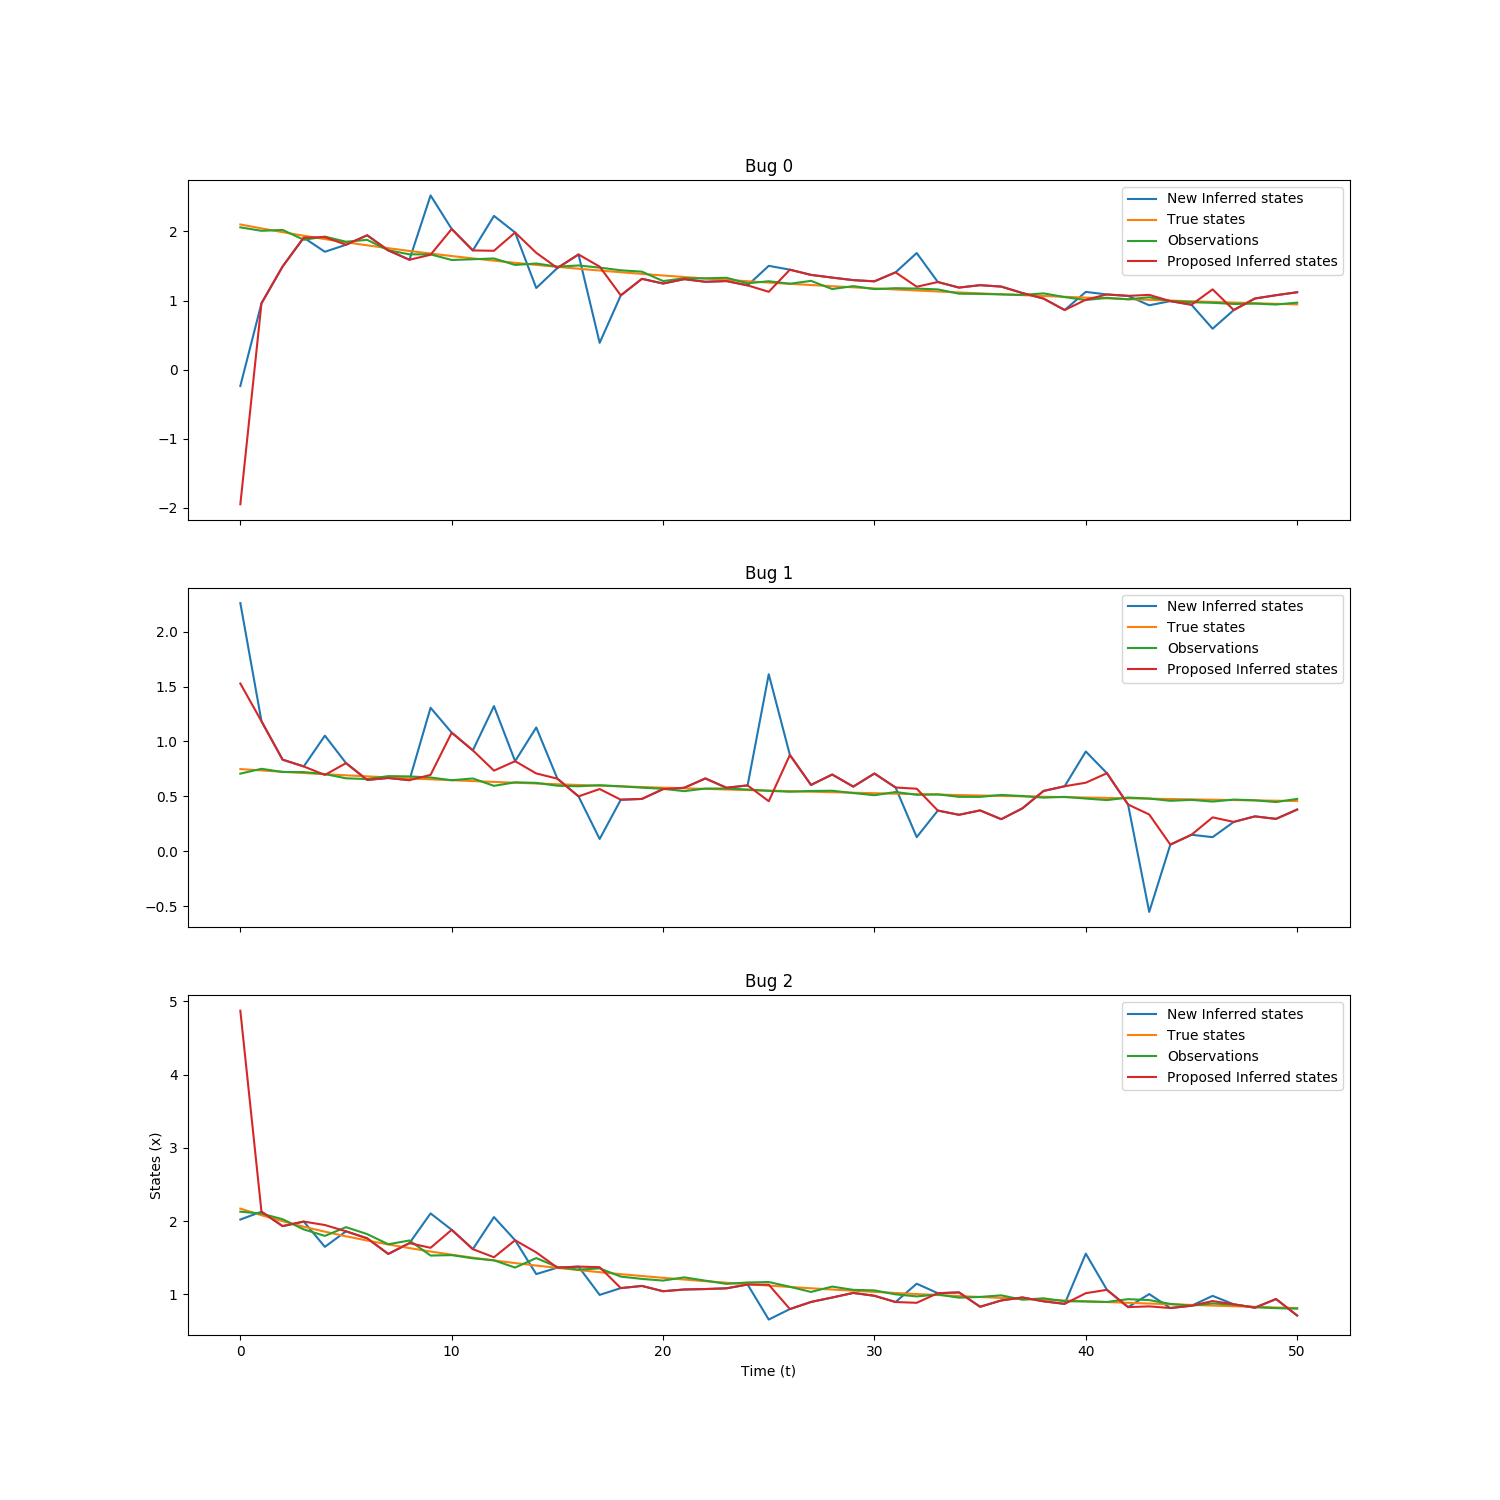 Bug 0
New Inferred states
True states
Observations
Proposed Inferred states
2
1
0
−1
−2
Bug 1
New Inferred states
True states
Observations
Proposed Inferred states
2.0
1.5
1.0
0.5
0.0
−0.5
Bug 2
New Inferred states
True states
Observations
Proposed Inferred states
5
4
3
2
1
States (x)
0 10 20 30 40 50
Time (t)